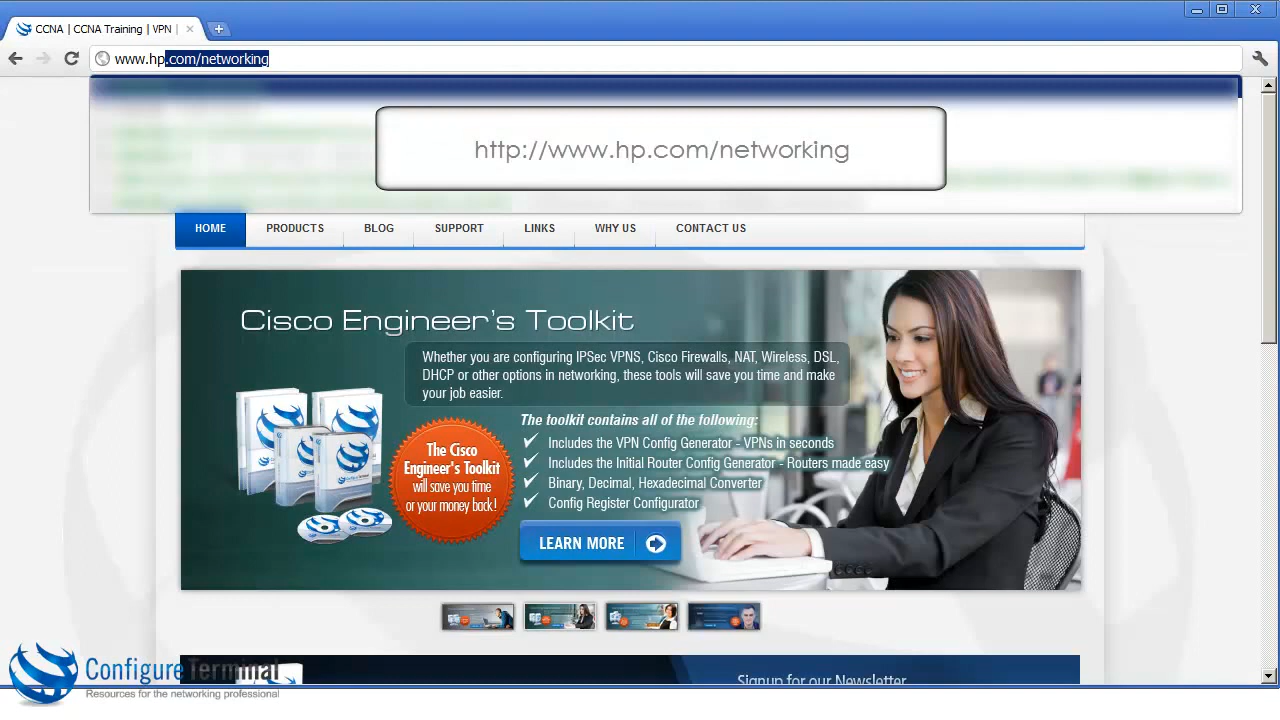 CCNA | CCNA Training | VPN |
www.hp.com/networking
http://www.hp.com/networking
HOME
PRODUCTS
BLOG
SUPPORT
LINKS
WHY US
CONTACT US
Cisco Engineer's Toolkit
Whether you are configuring IPSec VPNS, Cisco Firewalls, NAT, Wireless, DSL,
DHCP or other options in networking, these tools will save you time and make
your job easier.
The toolkit contains all of the following:
Includes the VPN Config Generator - VPNs in seconds
Includes the Initial Router Config Generator - Routers made easy
Binary, Decimal, Hexadecimal Converter
Config Register Configurator
The Cisco
Engineer's Toolkit
will save you time
or your money back!
LEARN MORE
Signup for our Newsletter
Configure Terminal
Resources for the networking professional